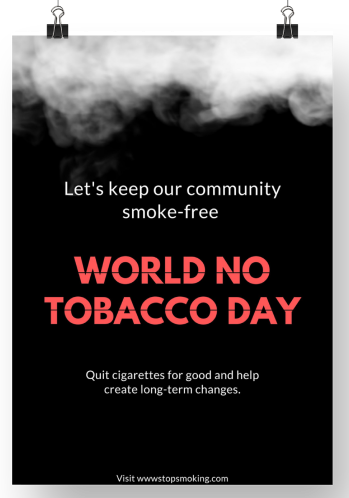 Let's keep our community
smoke-free
WORLD NO
TOBACCO DAY
Quit cigarettes for good and help
create long-term changes.
Visit wwwstopsmoking.com